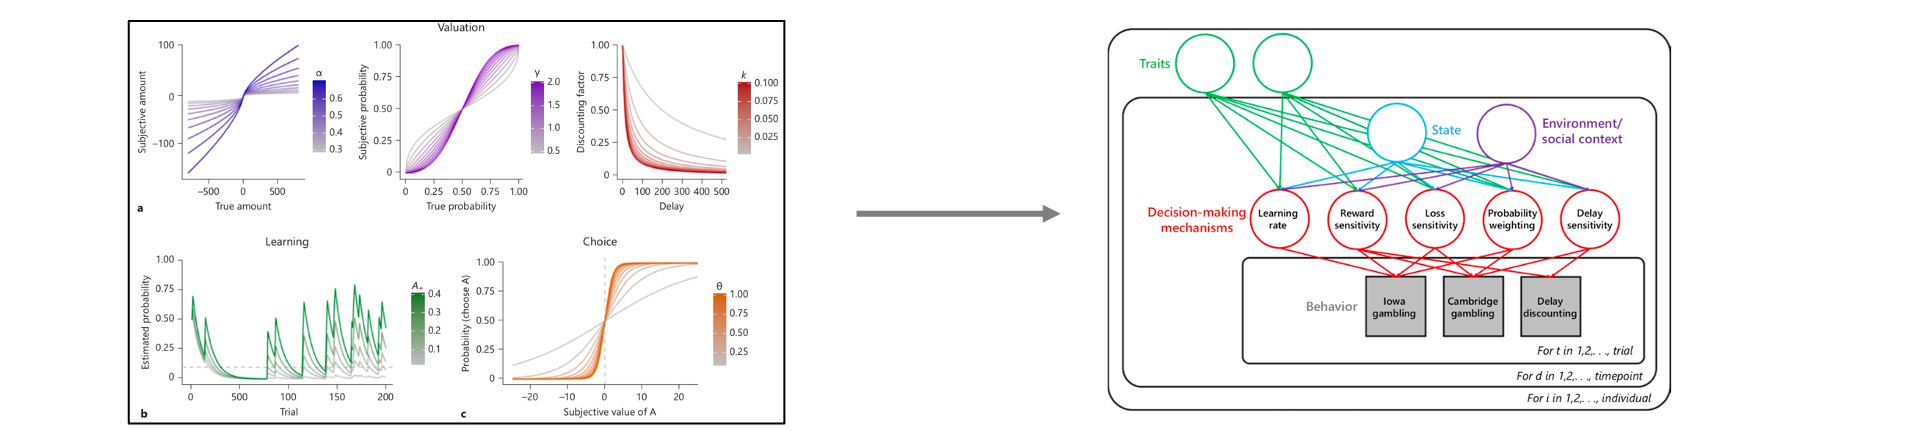 Valuation
100
0
−100
Subjective amount
−500
0
500
True amount
α
0.6
0.5
0.4
0.3
a
1.00
0.75
0.50
0.25
0
Subjective probability
0
0.25
0.50
0.75
1.00
True probability
γ
2.0
1.5
1.0
0.5
1.00
0.75
0.50
0.25
0
Discounting factor
0 100 200 300 400 500
Delay
k
0.100
0.075
0.050
0.025
Learning
1.00
0.75
0.50
0.25
0
Estimated probability
0
500
100
150
200
Trial
A+
0.4
0.3
0.2
0.1
b
Choice
1.00
0.75
0.50
0.25
0
Probability (choose A)
−20
−10
0
10
20
Subjective value of A
θ
1.00
0.75
0.50
0.25
c
Traits
State
Environment/
social context
Decision-making
mechanisms
Learning
rate
Reward
sensitivity
Loss
sensitivity
Probability
weighting
Delay
sensitivity
Behavior
Iowa
gambling
Cambridge
gambling
Delay
discounting
For t in 1,2,. . ., trial
For d in 1,2,. . ., timepoint
For i in 1,2,. . ., individual